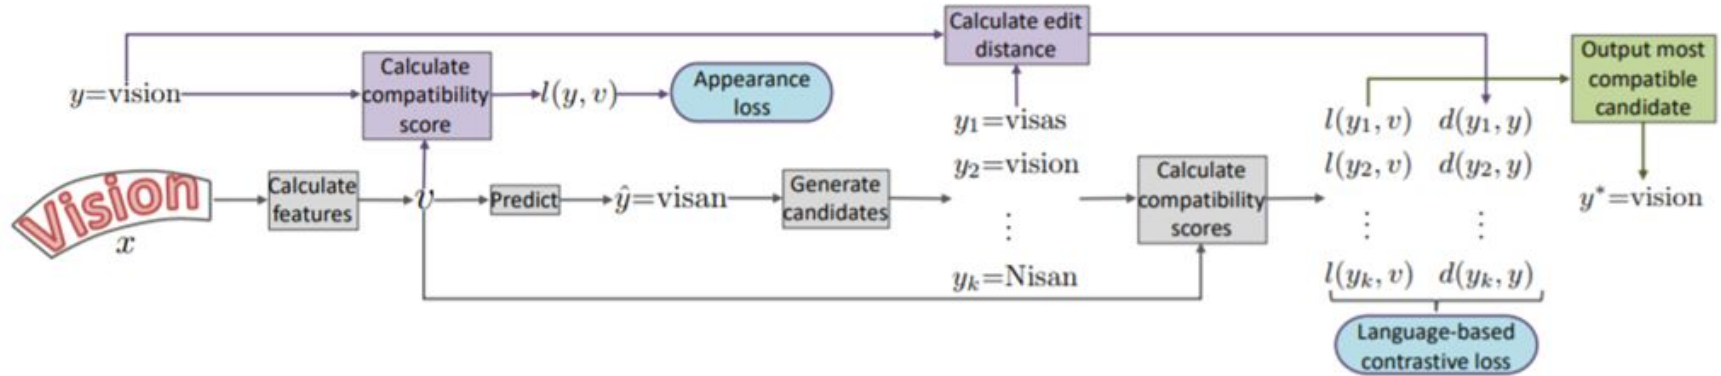 Calculate edit
distance
Output most
compatible
candidate
Calculate
compatibility
score
y=vision
l(y, v)
Appearance
loss
y₁=visas
l(y₁, v) d(y₁, y)
Vision
x
Calculate
features
v
Predict
ŷ=visan
Generate
candidates
y₂=vision
⋮
yₖ=Nisan
Calculate
compatibility
scores
l(y₂, v) d(y₂, y)
⋮ ⋮
l(yₖ, v) d(yₖ, y)
y*=vision
Language-based
contrastive loss